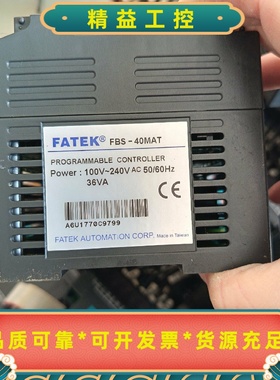 精益工控
FATEK® FBS-40MAT
PROGRAMMABLE CONTROLLER
Power : 100V~240V AC 50/60Hz
36VA
CE
A6U1770C9799
FATEK AUTOMATION CORP. Made in Taiwan
品质可靠*可开发票*货源充足